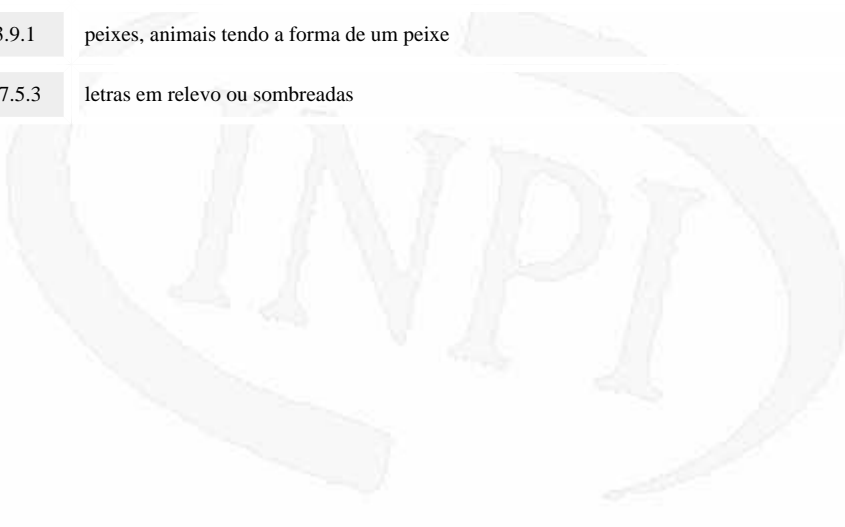 3.9.1 peixes, animais tendo a forma de um peixe
7.5.3 letras em relevo ou sombreadas
INPI